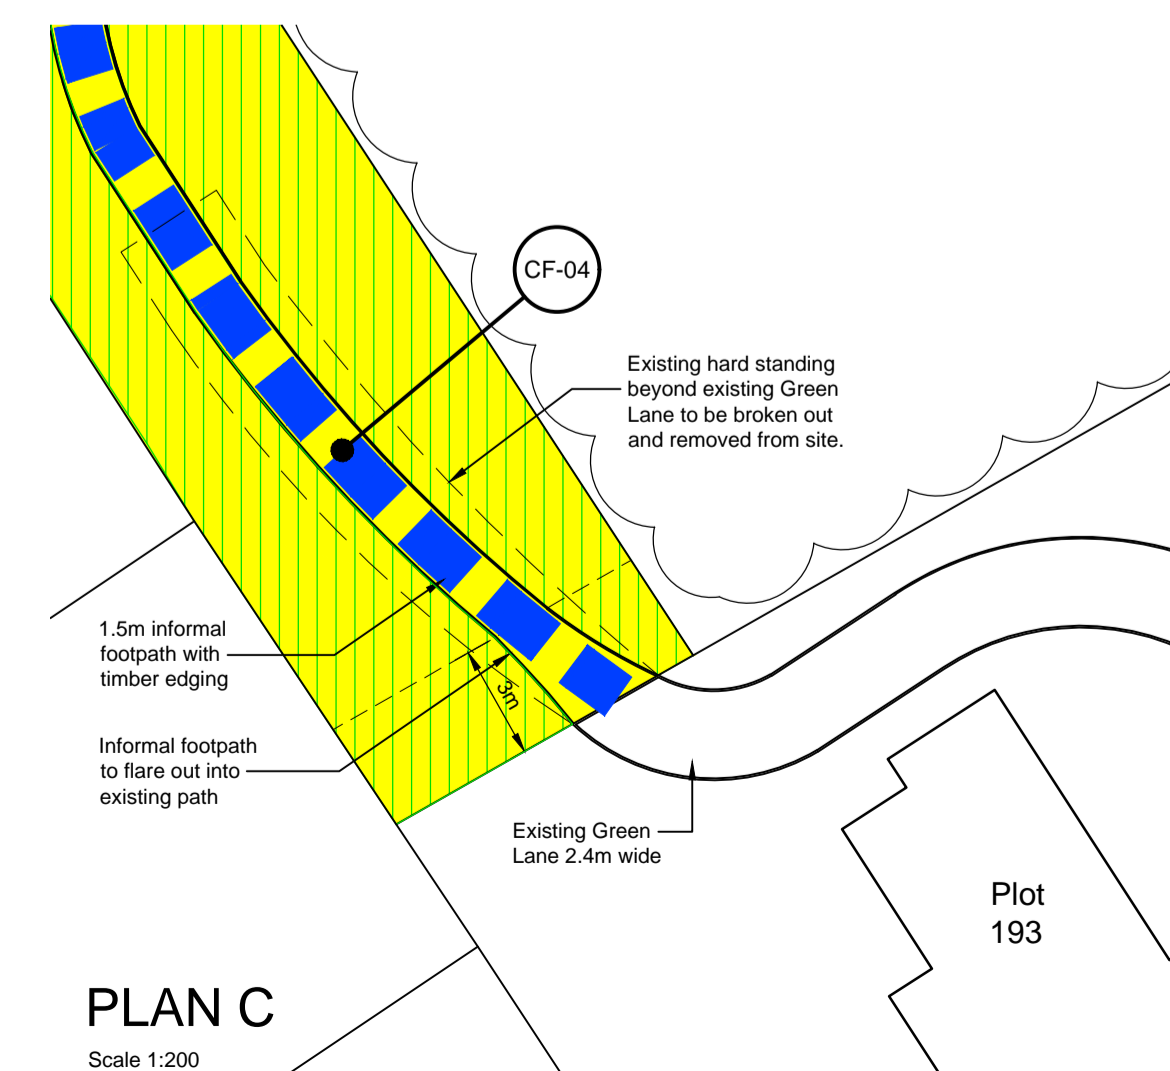 CF-04
Existing hard standing
beyond existing Green
Lane to be broken out
and removed from site.
1.5m informal
footpath with
timber edging
3m
Informal footpath
to flare out into
existing path
Existing Green
Lane 2.4m wide
Plot
193
PLAN C
Scale 1:200